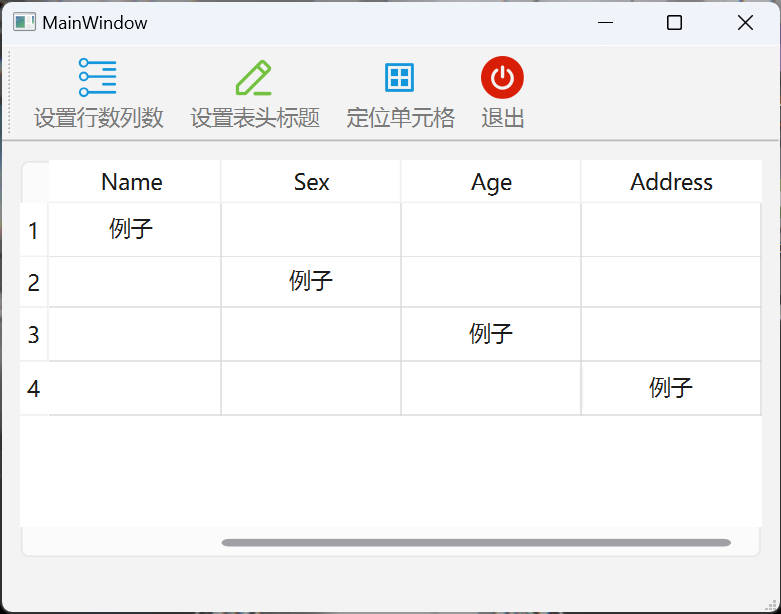 MainWindow
设置行数列数 设置表头标题 定位单元格 退出
Name Sex Age Address
1 例子
2 例子
3 例子
4 例子